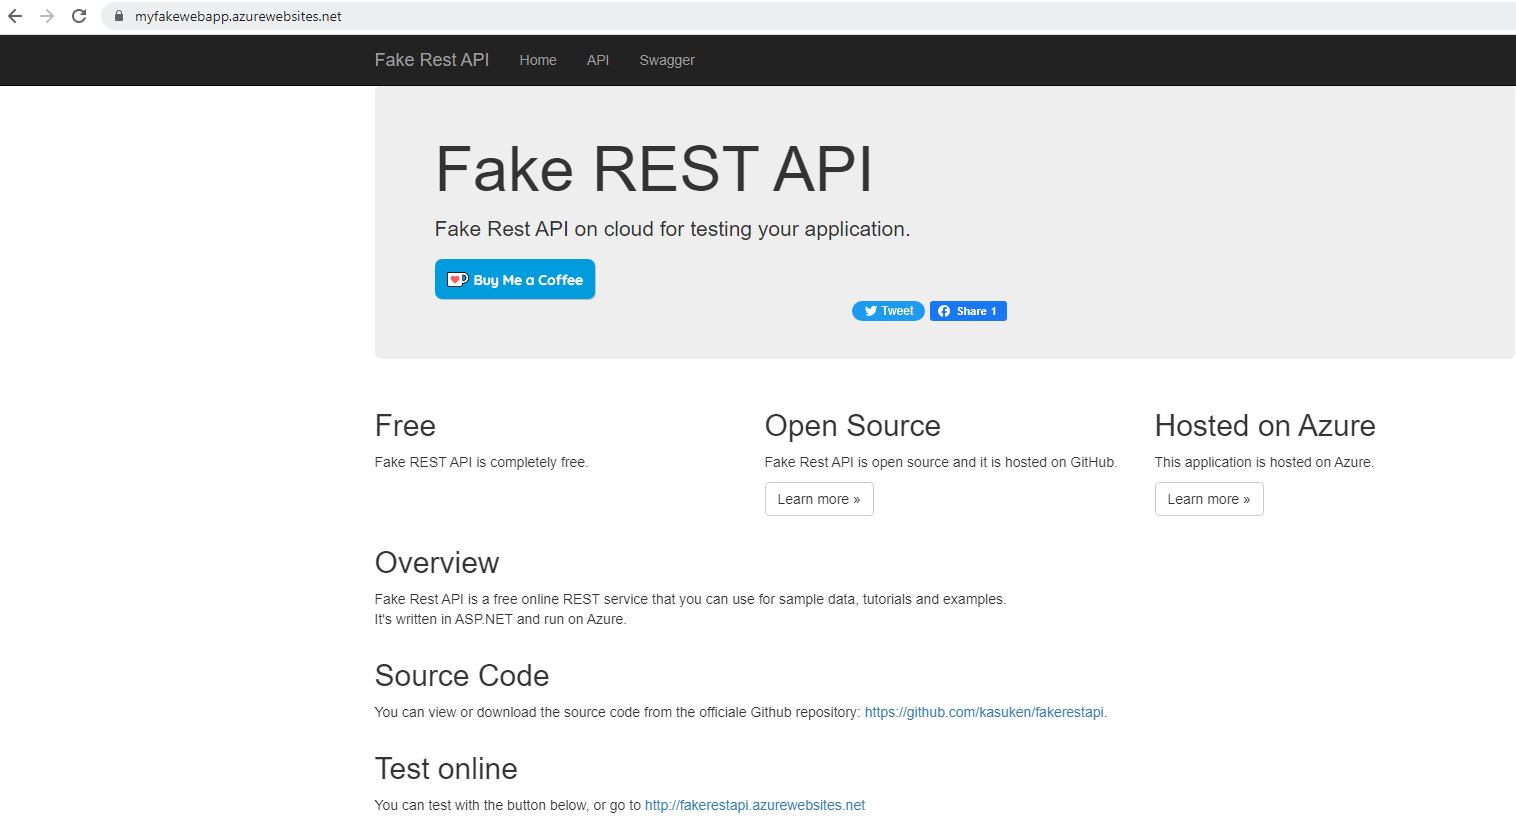 myfakewebapp.azurewebsites.net
Fake Rest API Home API Swagger
Fake REST API
Fake Rest API on cloud for testing your application.
Buy Me a Coffee
Tweet Share 1
Free
Fake REST API is completely free.
Open Source
Fake Rest API is open source and it is hosted on GitHub.
Learn more »
Hosted on Azure
This application is hosted on Azure.
Learn more »
Overview
Fake Rest API is a free online REST service that you can use for sample data, tutorials and examples.
It's written in ASP.NET and run on Azure.
Source Code
You can view or download the source code from the officiale Github repository: https://github.com/kasuken/fakerestapi.
Test online
You can test with the button below, or go to http://fakerestapi.azurewebsites.net